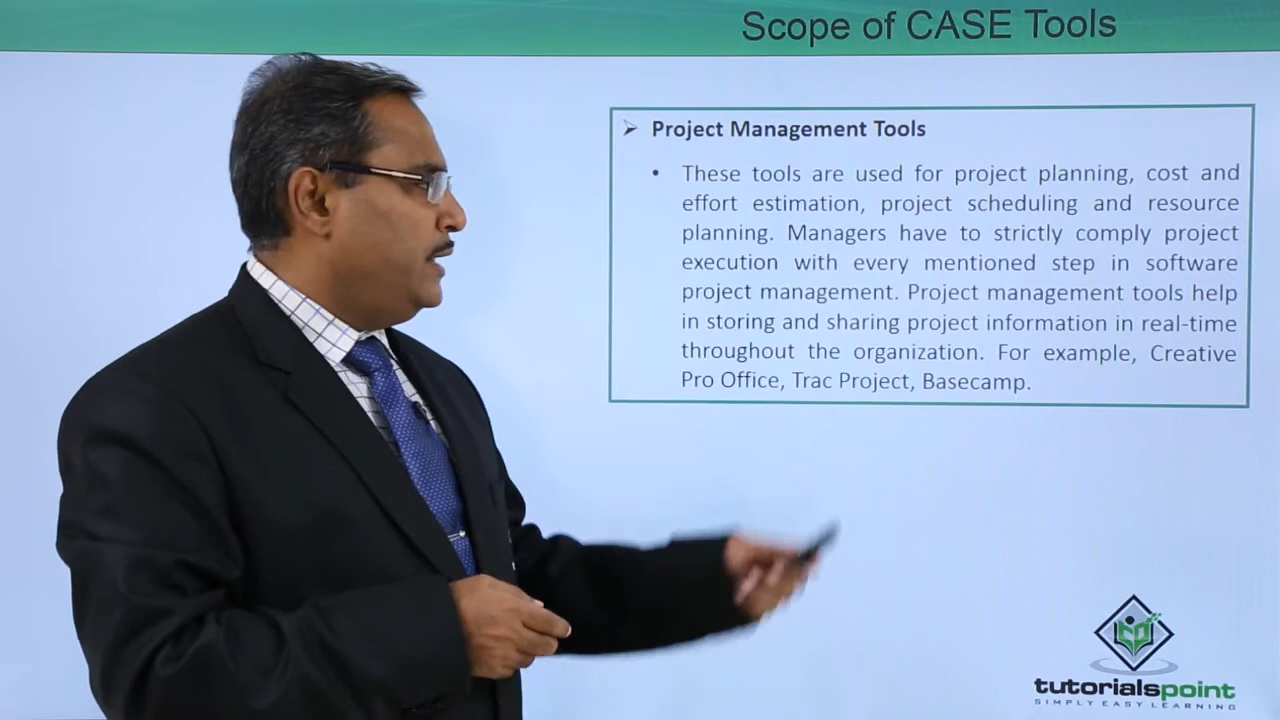 Scope of CASE Tools
➢ Project Management Tools
• These tools are used for project planning, cost and
effort estimation, project scheduling and resource
planning. Managers have to strictly comply project
execution with every mentioned step in software
project management. Project management tools help
in storing and sharing project information in real-time
throughout the organization. For example, Creative
Pro Office, Trac Project, Basecamp.
tutorialspoint
SIMPLY EASY LEARNING